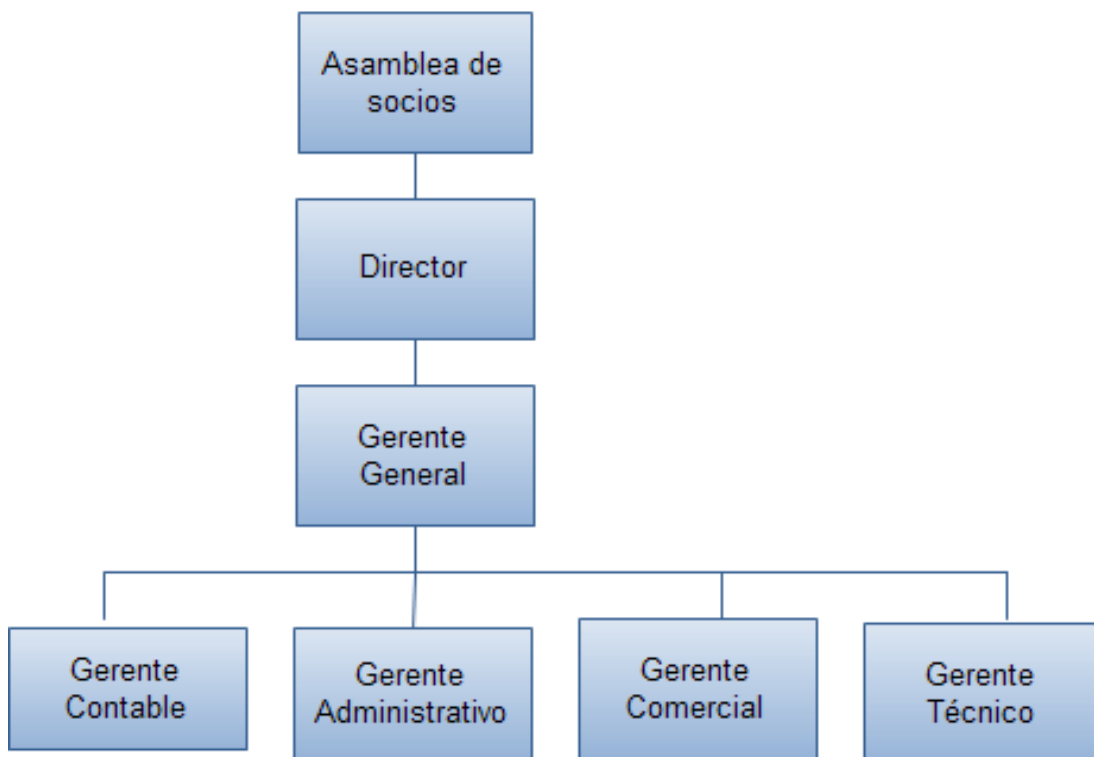 Asamblea de
socios
Director
Gerente
General
Gerente
Contable
Gerente
Administrativo
Gerente
Comercial
Gerente
Técnico